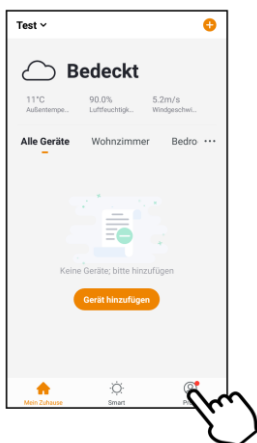 Test
Bedeckt
11°C 90.0% 5.2m/s
Außentempe... Luftfeuchtigk... Windgeschwi...
Alle Geräte Wohnzimmer Bedro ...
Keine Geräte; bitte hinzufügen
Gerät hinzufügen
Mein Zuhause Smart